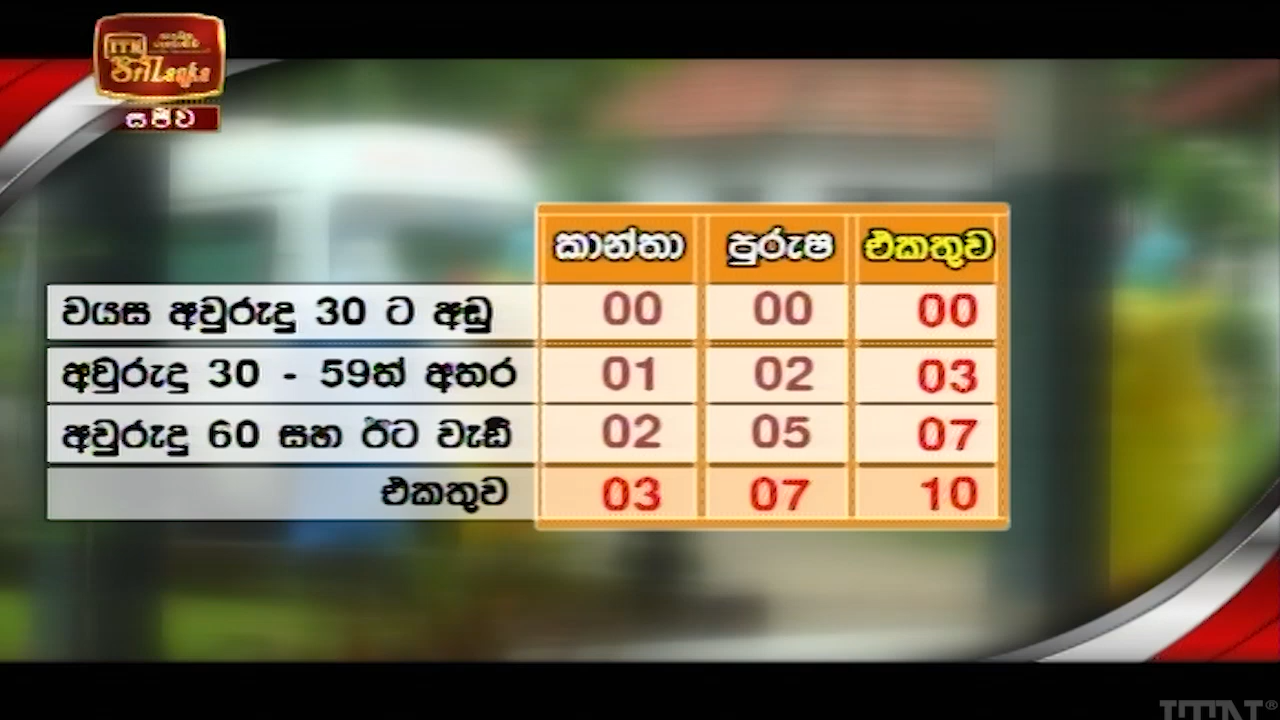 ITN
Sri Lanka
සජීව
කාන්තා පුරුෂ එකතුව
වයස අවුරුදු 30 ට අඩු 00 00 00
අවුරුදු 30 - 59ත් අතර 01 02 03
අවුරුදු 60 සහ ඊට වැඩි 02 05 07
එකතුව 03 07 10
ITN®